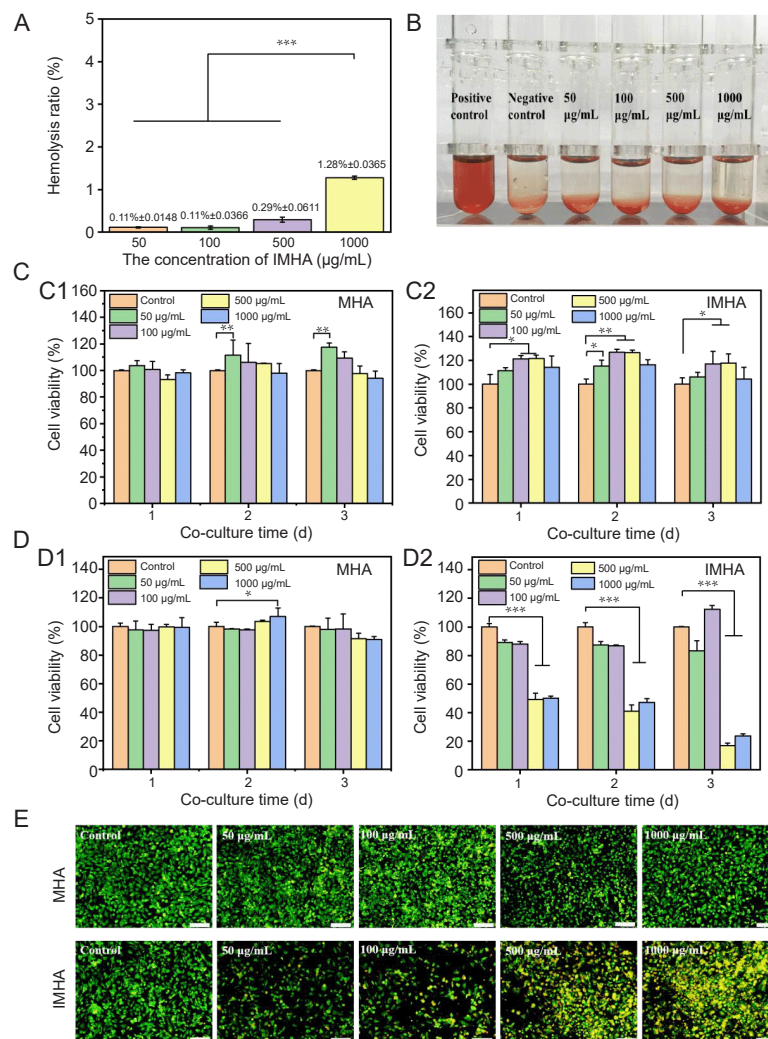 A
Hemolysis ratio (%)
5
4
3
2
1
0
***
0.11%±0.0148
0.11%±0.0366
0.29%±0.0611
1.28%±0.0365
50 100 500 1000
The concentration of IMHA (μg/mL)
B
Positive control
Negative control
50 μg/mL
100 μg/mL
500 μg/mL
1000 μg/mL
C
C1
MHA
Control
50 μg/mL
100 μg/mL
500 μg/mL
1000 μg/mL
Cell viability (%)
160
140
120
100
80
60
40
20
0
**
**
1 2 3
Co-culture time (d)
C2
IMHA
Control
50 μg/mL
100 μg/mL
500 μg/mL
1000 μg/mL
Cell viability (%)
140
120
100
80
60
40
20
0
*
*
**
*
1 2 3
Co-culture time (d)
D
D1
MHA
Control
50 μg/mL
100 μg/mL
500 μg/mL
1000 μg/mL
Cell viability (%)
140
120
100
80
60
40
20
0
*
1 2 3
Co-culture time (d)
D2
IMHA
Control
50 μg/mL
100 μg/mL
500 μg/mL
1000 μg/mL
Cell viability (%)
140
120
100
80
60
40
20
0
***
***
***
1 2 3
Co-culture time (d)
E
MHA
Control
50 μg/mL
100 μg/mL
500 μg/mL
1000 μg/mL
IMHA
Control
50 μg/mL
100 μg/mL
500 μg/mL
1000 μg/mL